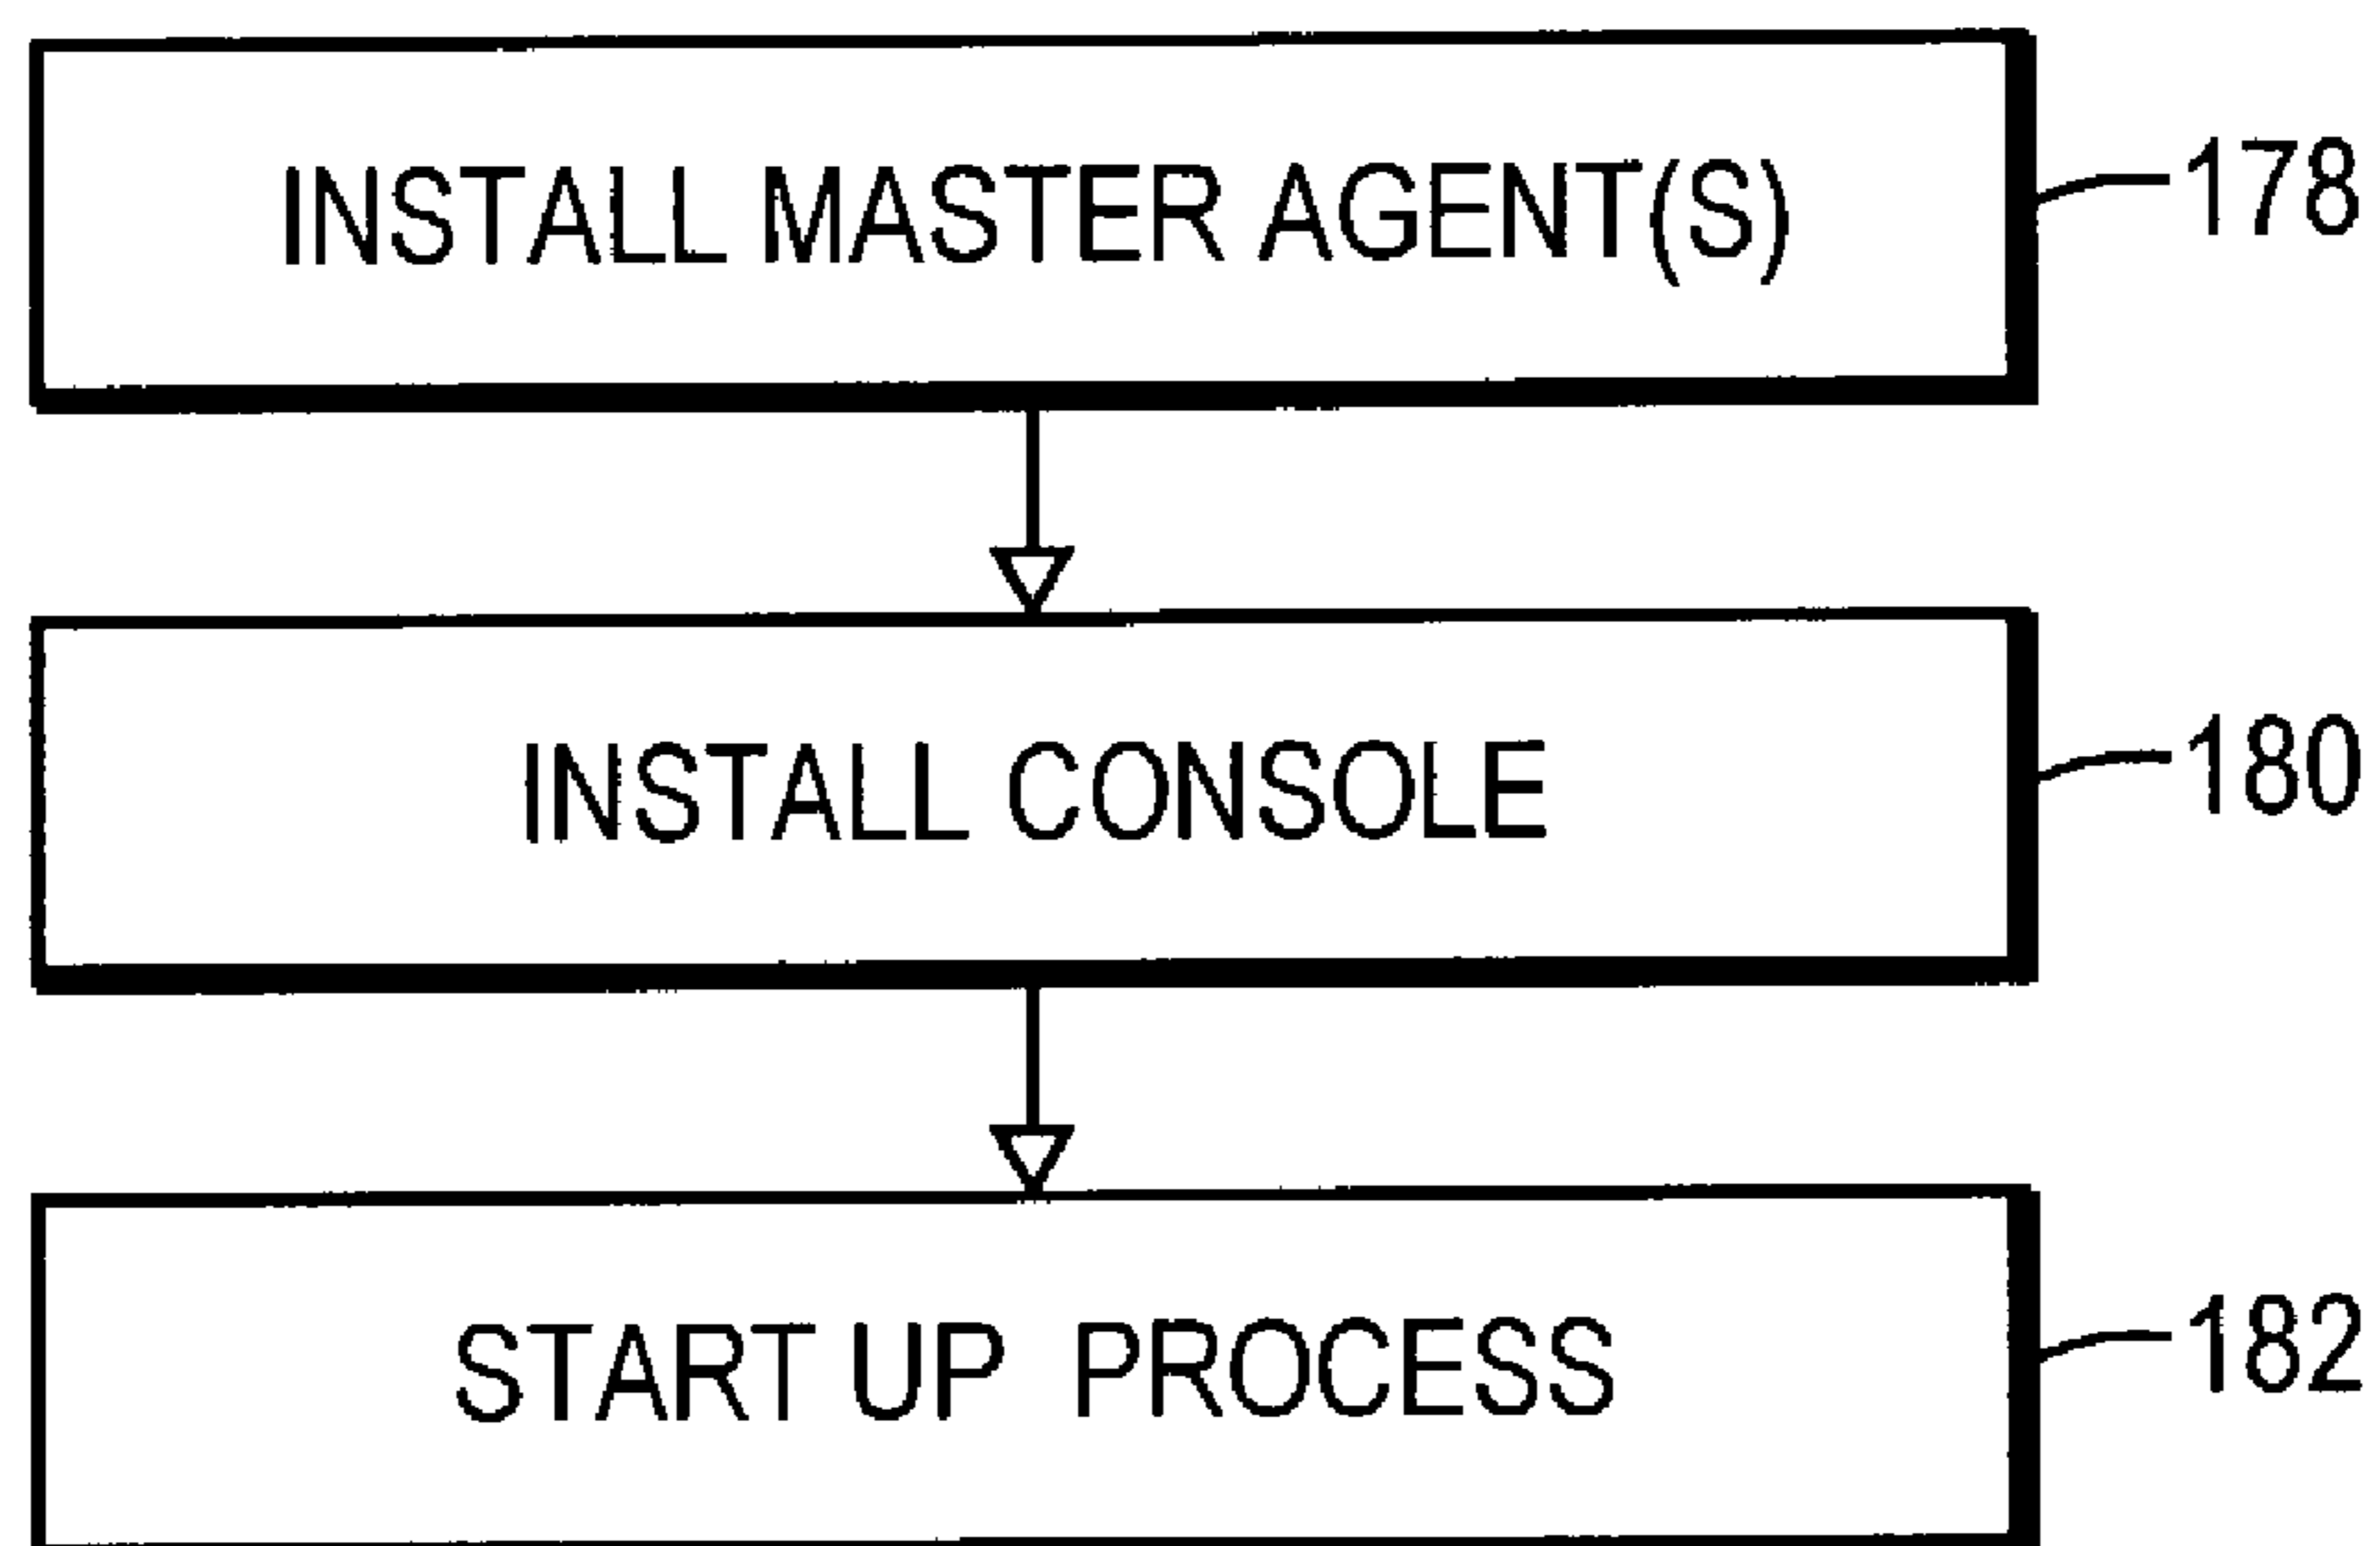 INSTALL MASTER AGENT(S)
178
INSTALL CONSOLE
180
START UP PROCESS
182